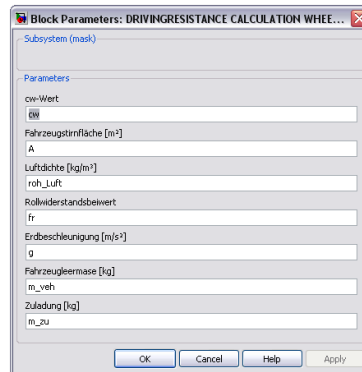 Block Parameters: DRIVINGRESISTANCE CALCULATION WHEE...
Subsystem (mask)
Parameters
cw-Wert
cw
Fahrzeugstirnfläche [m²]
A
Luftdichte [kg/m³]
roh_Luft
Rollwiderstandsbeiwert
fr
Erdbeschleunigung [m/s²]
g
Fahrzeugleermase [kg]
m_veh
Zuladung [kg]
m_zu
OK Cancel Help Apply